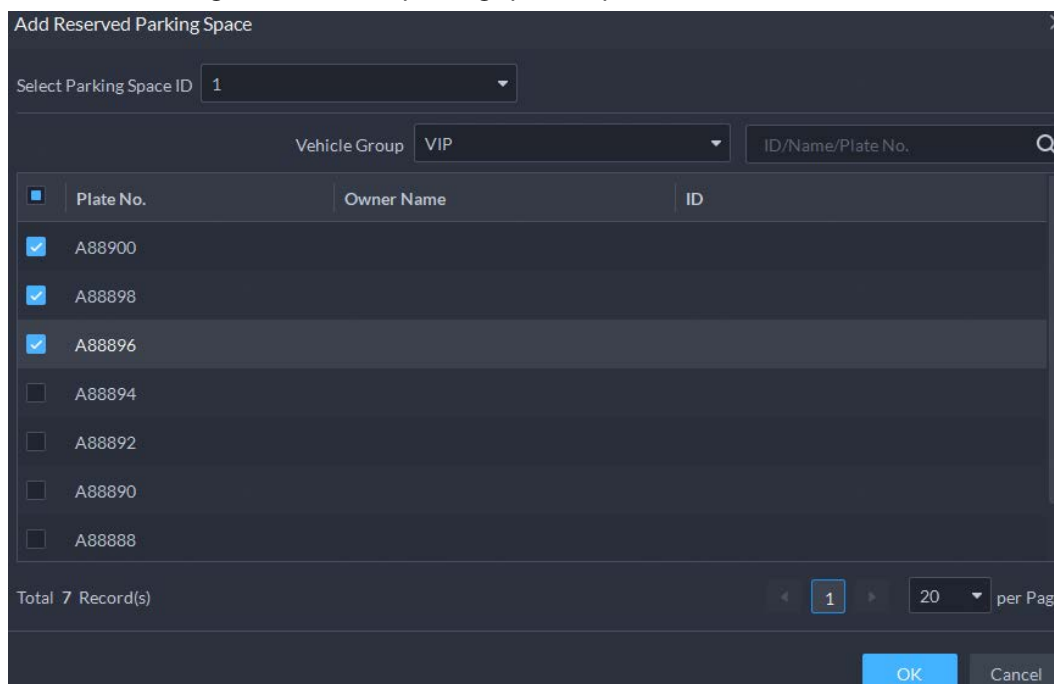 Add Reserved Parking Space
Select Parking Space ID 1
Vehicle Group VIP ID/Name/Plate No.
Plate No. Owner Name ID
A88900
A88898
A88896
A88894
A88892
A88890
A88888
Total 7 Record(s) 1 20 per Pag
OK Cancel